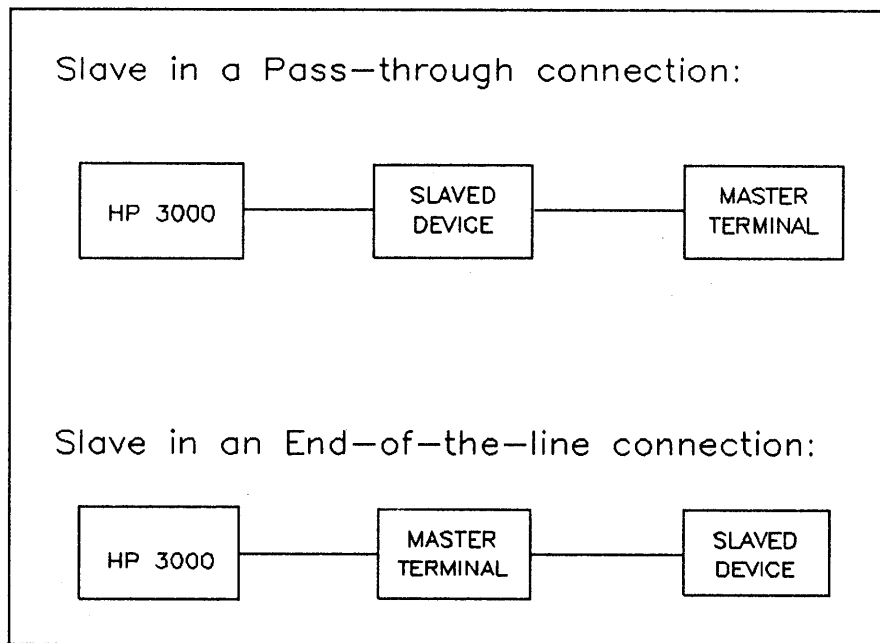 Slave in a Pass-through connection:
HP 3000
SLAVED
DEVICE
MASTER
TERMINAL
Slave in an End-of-the-line connection:
HP 3000
MASTER
TERMINAL
SLAVED
DEVICE